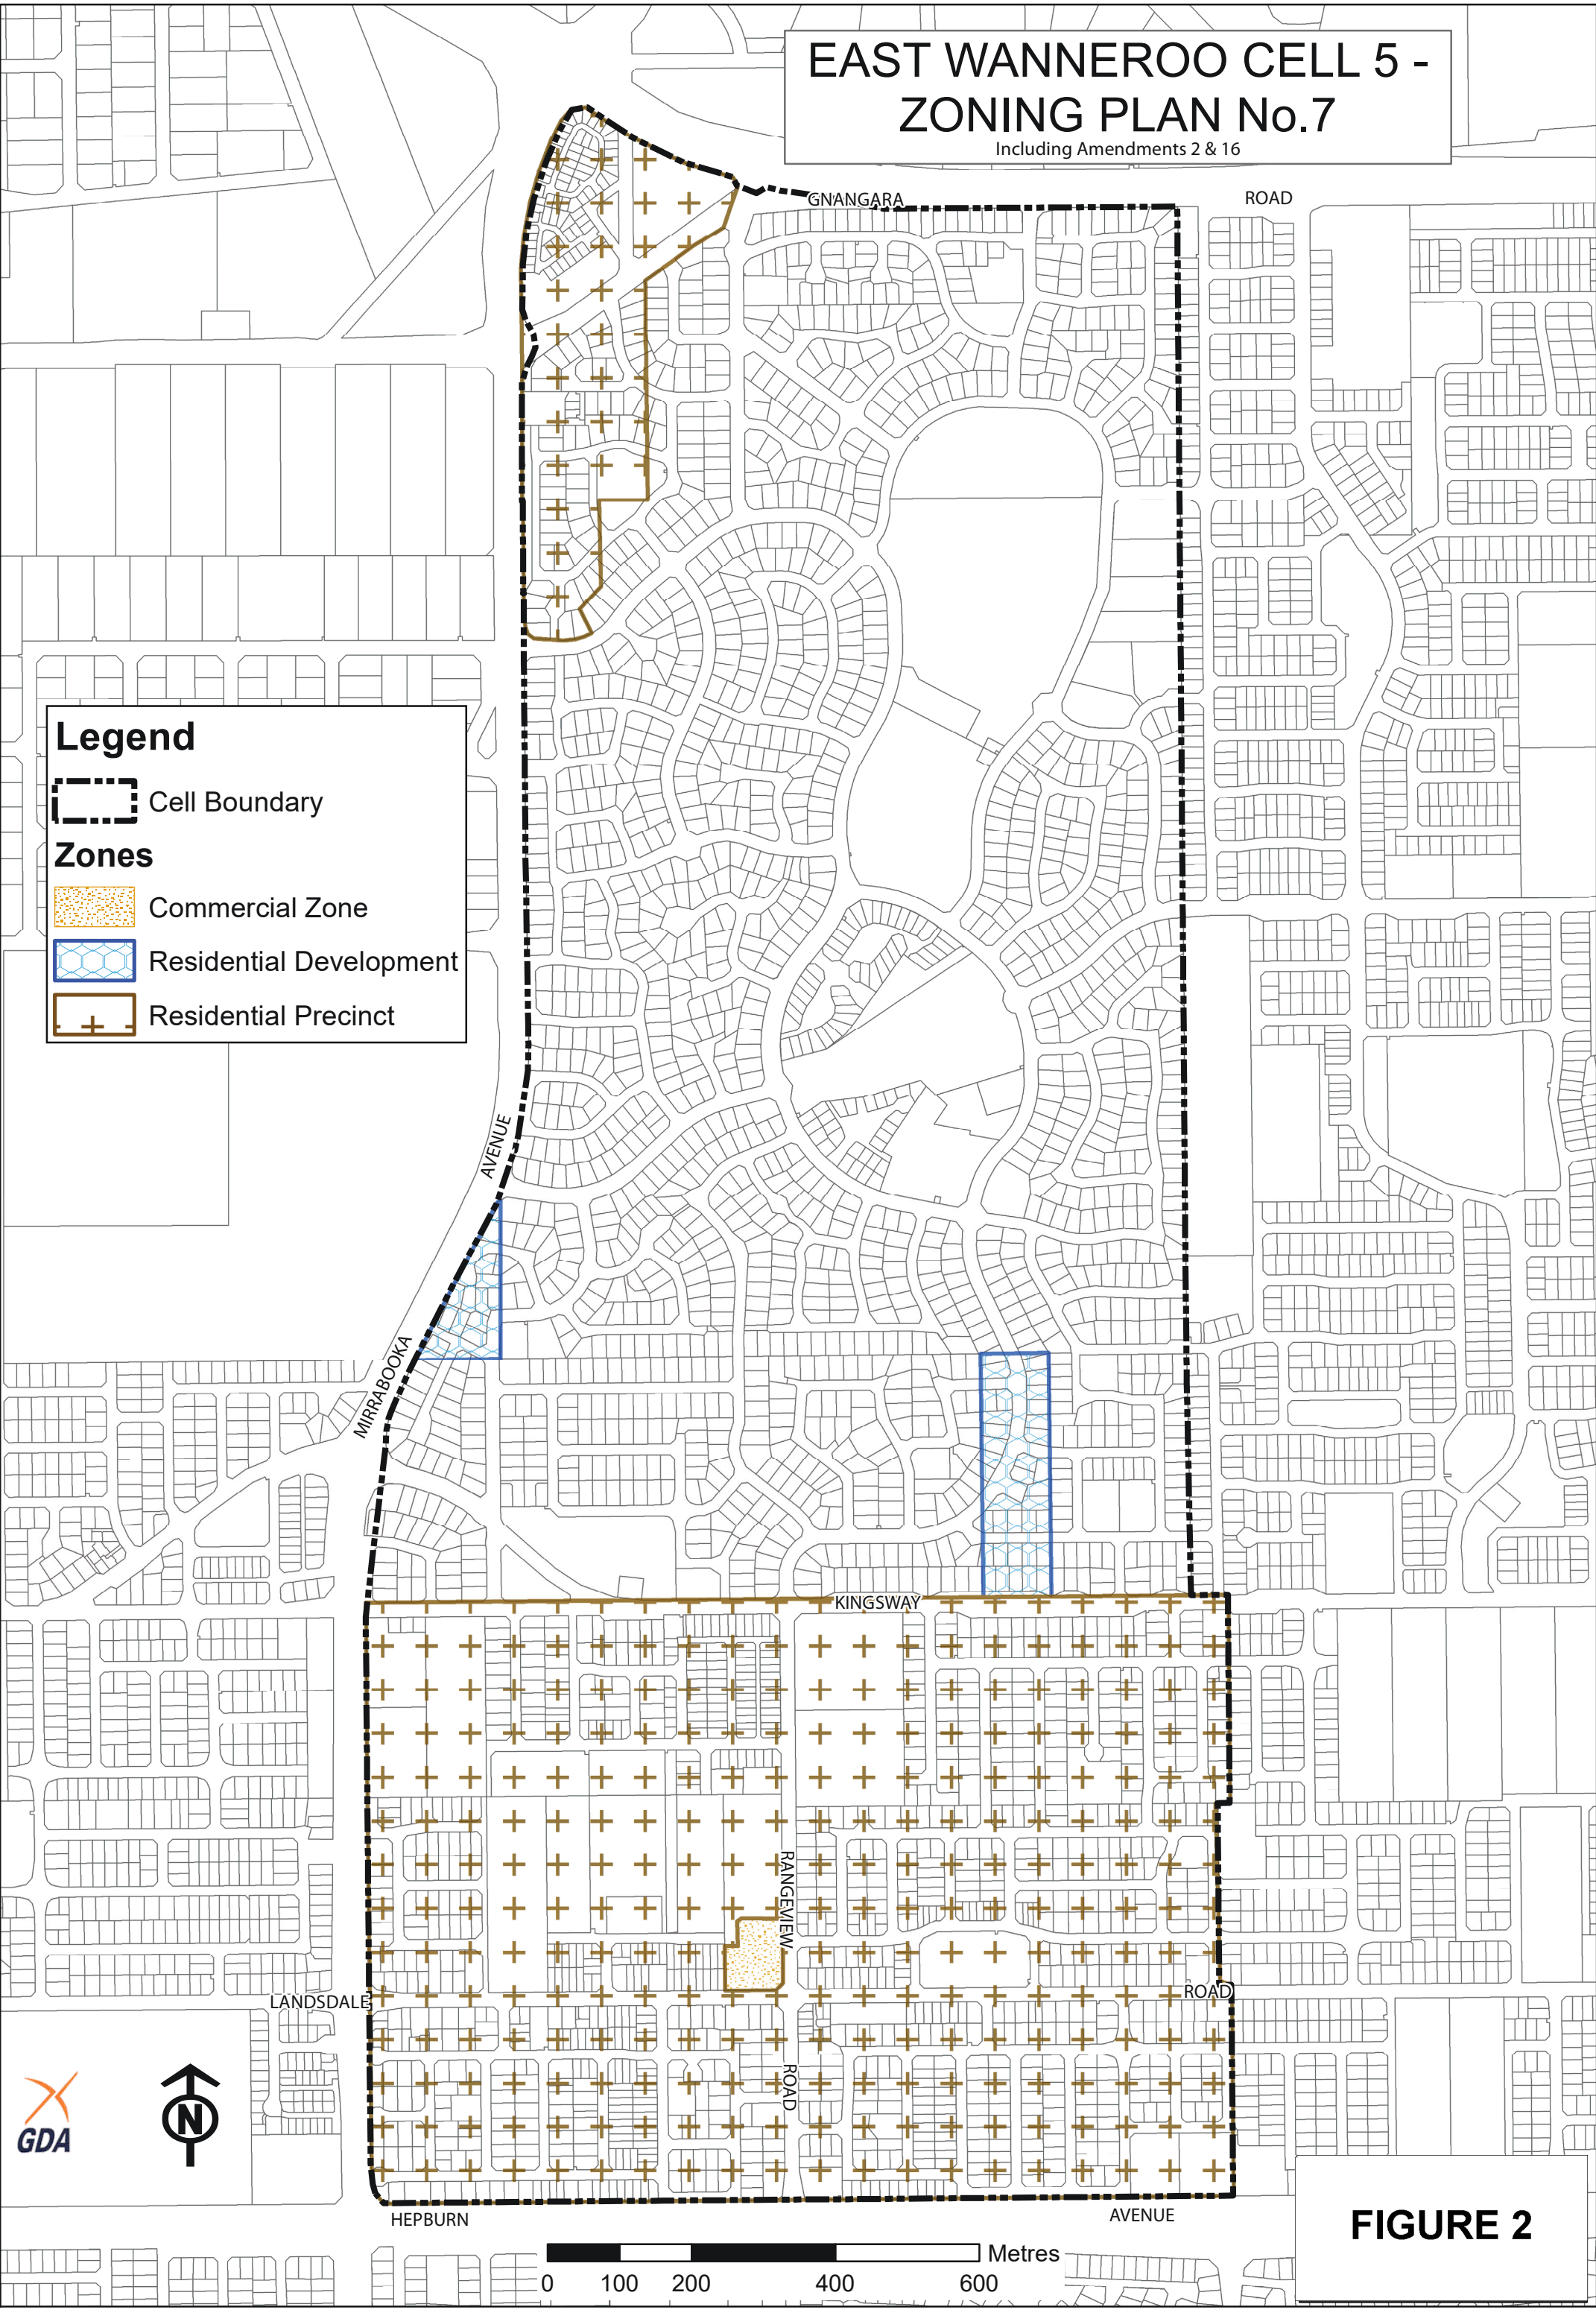 EAST WANNEROO CELL 5 -
ZONING PLAN No.7
Including Amendments 2 & 16
GNANGARA
ROAD
Legend
Cell Boundary
Zones
Commercial Zone
Residential Development
Residential Precinct
AVENUE
MIRRABOOKA
KINGSWAY
RANGEVIEW
ROAD
LANDSDALE
ROAD
GDA
N
HEPBURN
AVENUE
FIGURE 2
Metres
0 100 200 400 600